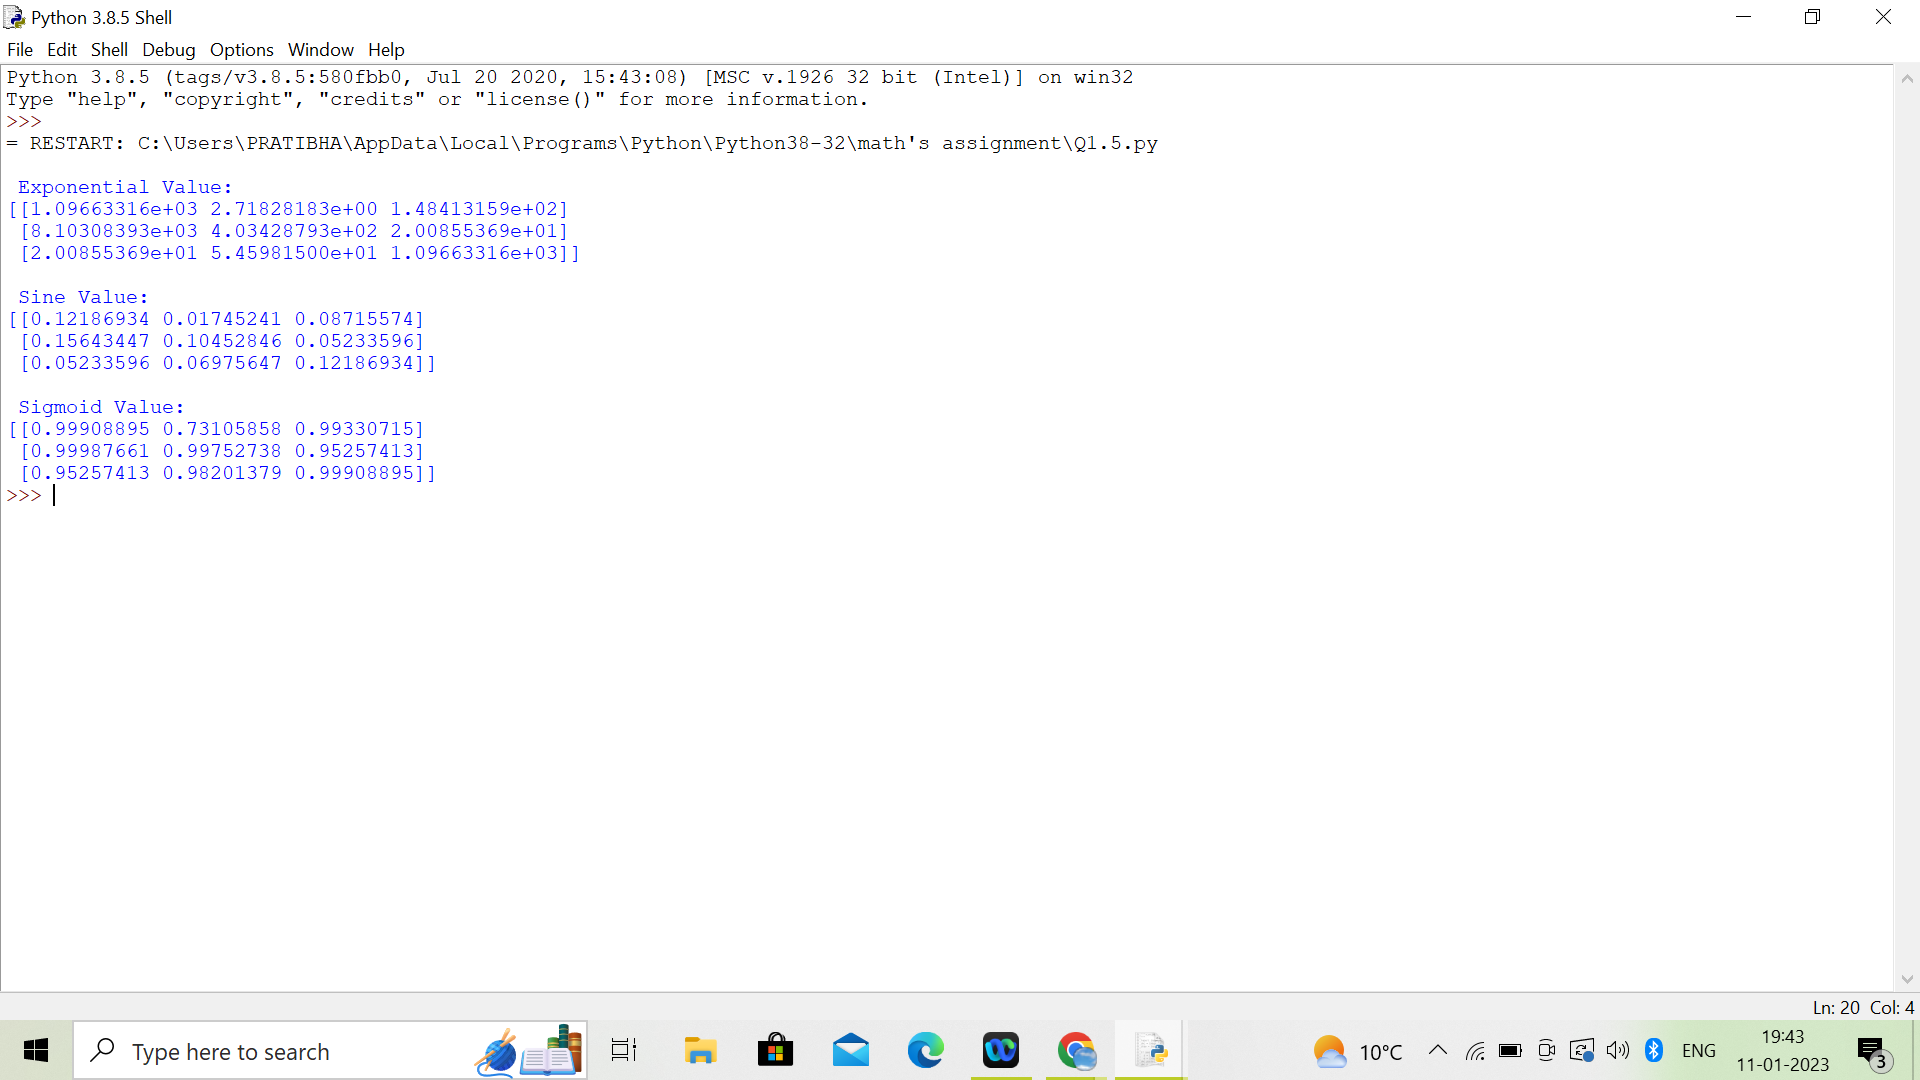 Python 3.8.5 Shell
File Edit Shell Debug Options Window Help
Python 3.8.5 (tags/v3.8.5:580fbb0, Jul 20 2020, 15:43:08) [MSC v.1926 32 bit (Intel)] on win32
Type "help", "copyright", "credits" or "license()" for more information.
>>>
= RESTART: C:\Users\PRATIBHA\AppData\Local\Programs\Python\Python38-32\math's assignment\Q1.5.py
Exponential Value:
[[1.09663316e+03 2.71828183e+00 1.48413159e+02]
[8.10308393e+03 4.03428793e+02 2.00855369e+01]
[2.00855369e+01 5.45981500e+01 1.09663316e+03]]
Sine Value:
[[0.12186934 0.01745241 0.08715574]
[0.15643447 0.10452846 0.05233596]
[0.05233596 0.06975647 0.12186934]]
Sigmoid Value:
[[0.99908895 0.73105858 0.99330715]
[0.99987661 0.99752738 0.95257413]
[0.95257413 0.98201379 0.99908895]]
>>>
Ln: 20 Col: 4
Type here to search
10°C
ENG
19:43
11-01-2023
3